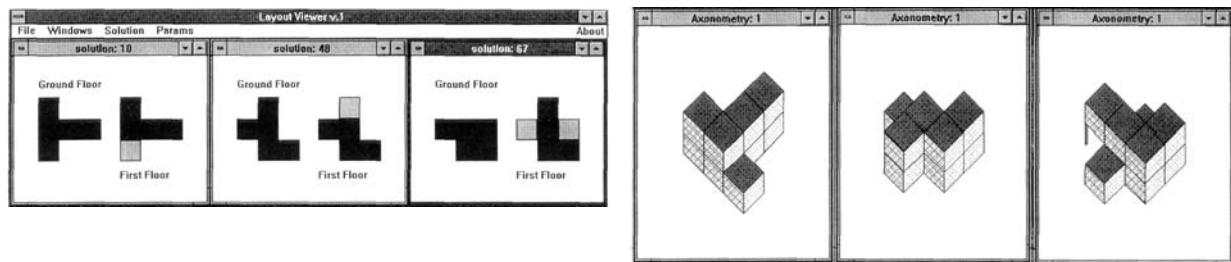 Layout Viewer v.1
File Windows Solution Params About
solution: 10
Ground Floor
First Floor
solution: 48
Ground Floor
First Floor
solution: 67
Ground Floor
First Floor
Axonometry: 1
Axonometry: 1
Axonometry: 1